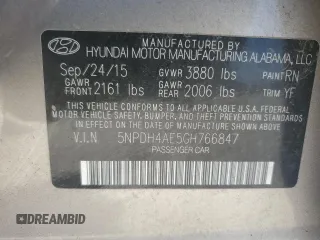 MANUFACTURED BY
HYUNDAI MOTOR MANUFACTURING ALABAMA, LLC
Sep/24/15 GVWR 3880 lbs PAINT RN
GAWR FRONT 2161 lbs GAWR REAR 2006 lbs TRIM YF
THIS VEHICLE CONFORMS TO ALL APPLICABLE U.S. FEDERAL
MOTOR VEHICLE SAFETY, BUMPER, AND THEFT PREVENTION
STANDARDS IN EFFECT ON THE DATE OF MANUFACTURE SHOWN ABOVE.
V.I.N 5NPDH4AE5GH766847
PASSENGER CAR
DREAMBID